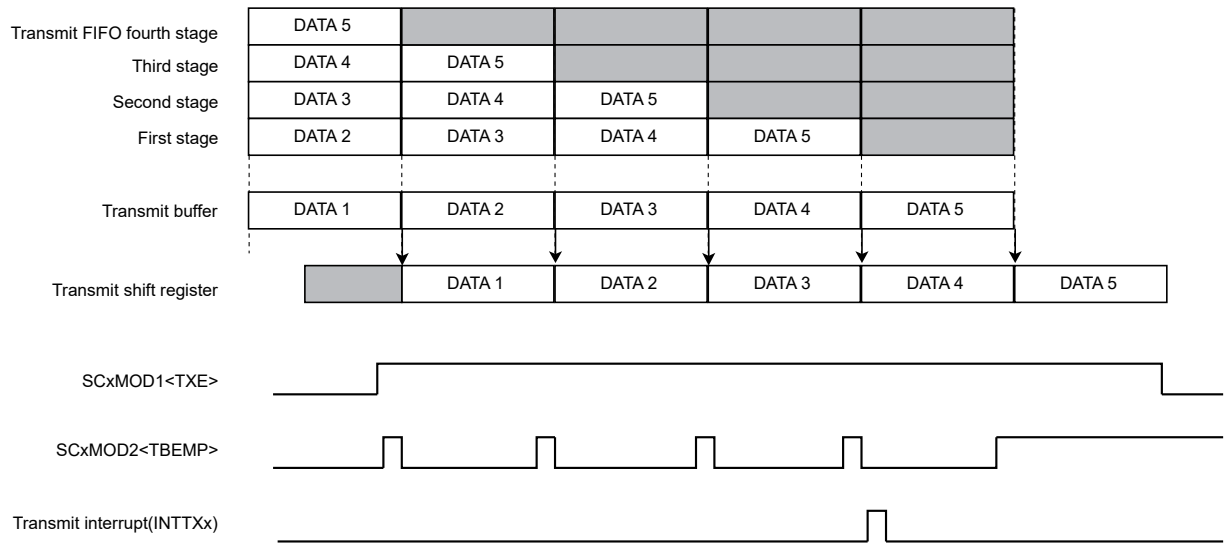 Transmit FIFO fourth stage DATA 5
Third stage DATA 4 DATA 5
Second stage DATA 3 DATA 4 DATA 5
First stage DATA 2 DATA 3 DATA 4 DATA 5
Transmit buffer DATA 1 DATA 2 DATA 3 DATA 4 DATA 5
Transmit shift register DATA 1 DATA 2 DATA 3 DATA 4 DATA 5
SCxMOD1<TXE>
SCxMOD2<TBEMP>
Transmit interrupt(INTTXx)